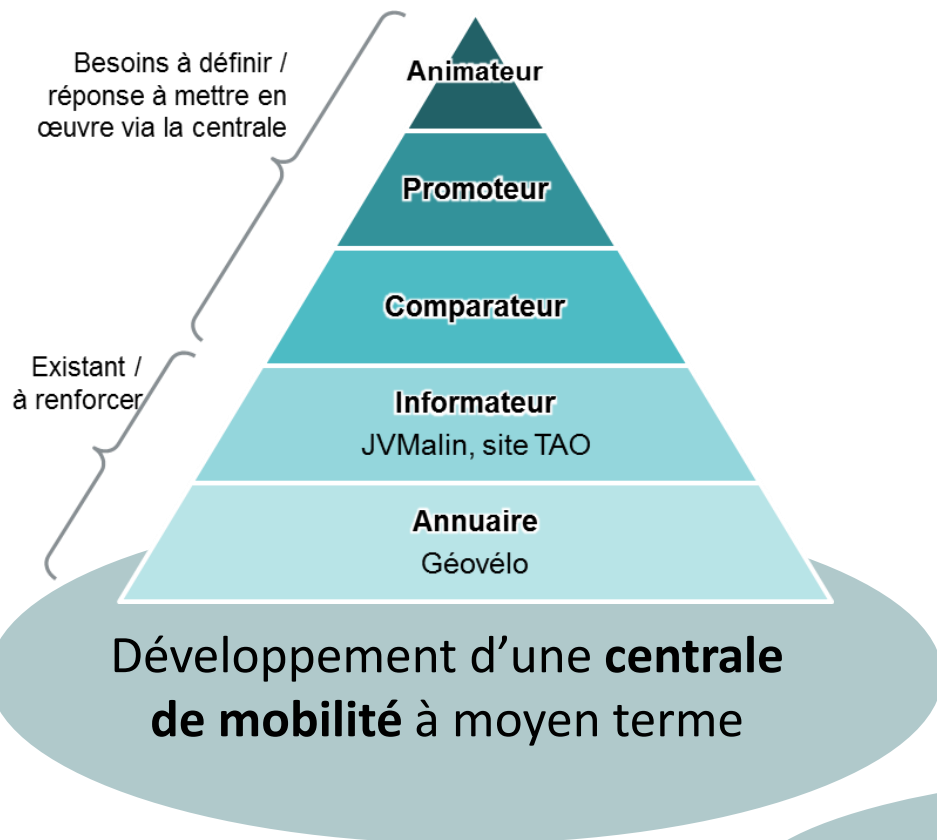 Besoins à définir /
réponse à mettre en
œuvre via la centrale
Animateur
Promoteur
Comparateur
Existant /
à renforcer
Informateur
JVMalin, site TAO
Annuaire
Géovélo
Développement d’une centrale
de mobilité à moyen terme